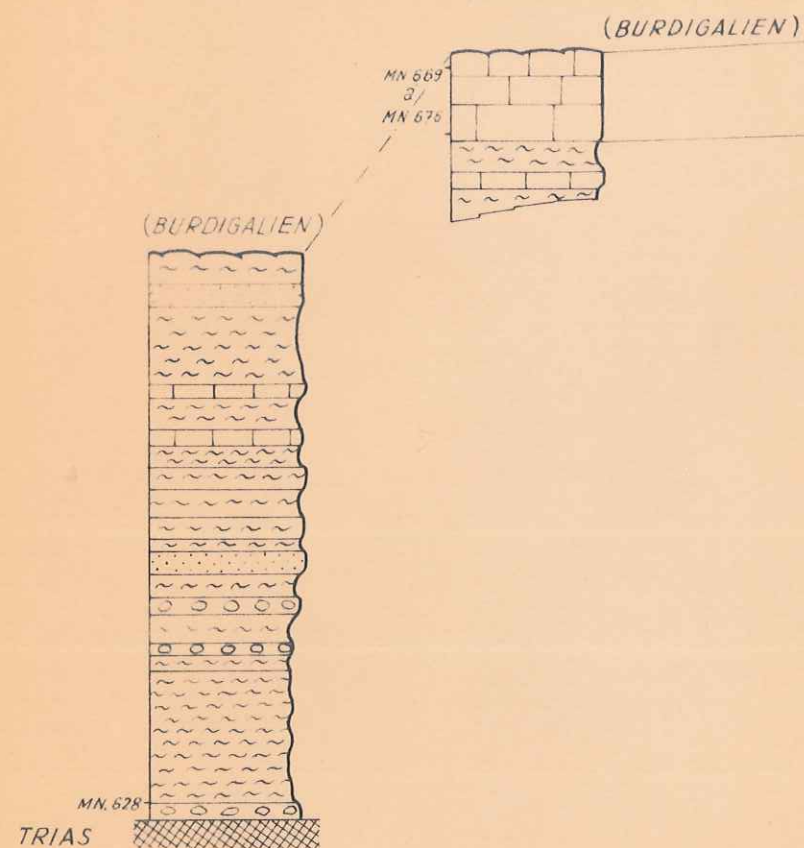 (BURDIGALIEN)
MN 669
a/
MN 676
(BURDIGALIEN)
MN. 628
TRIAS